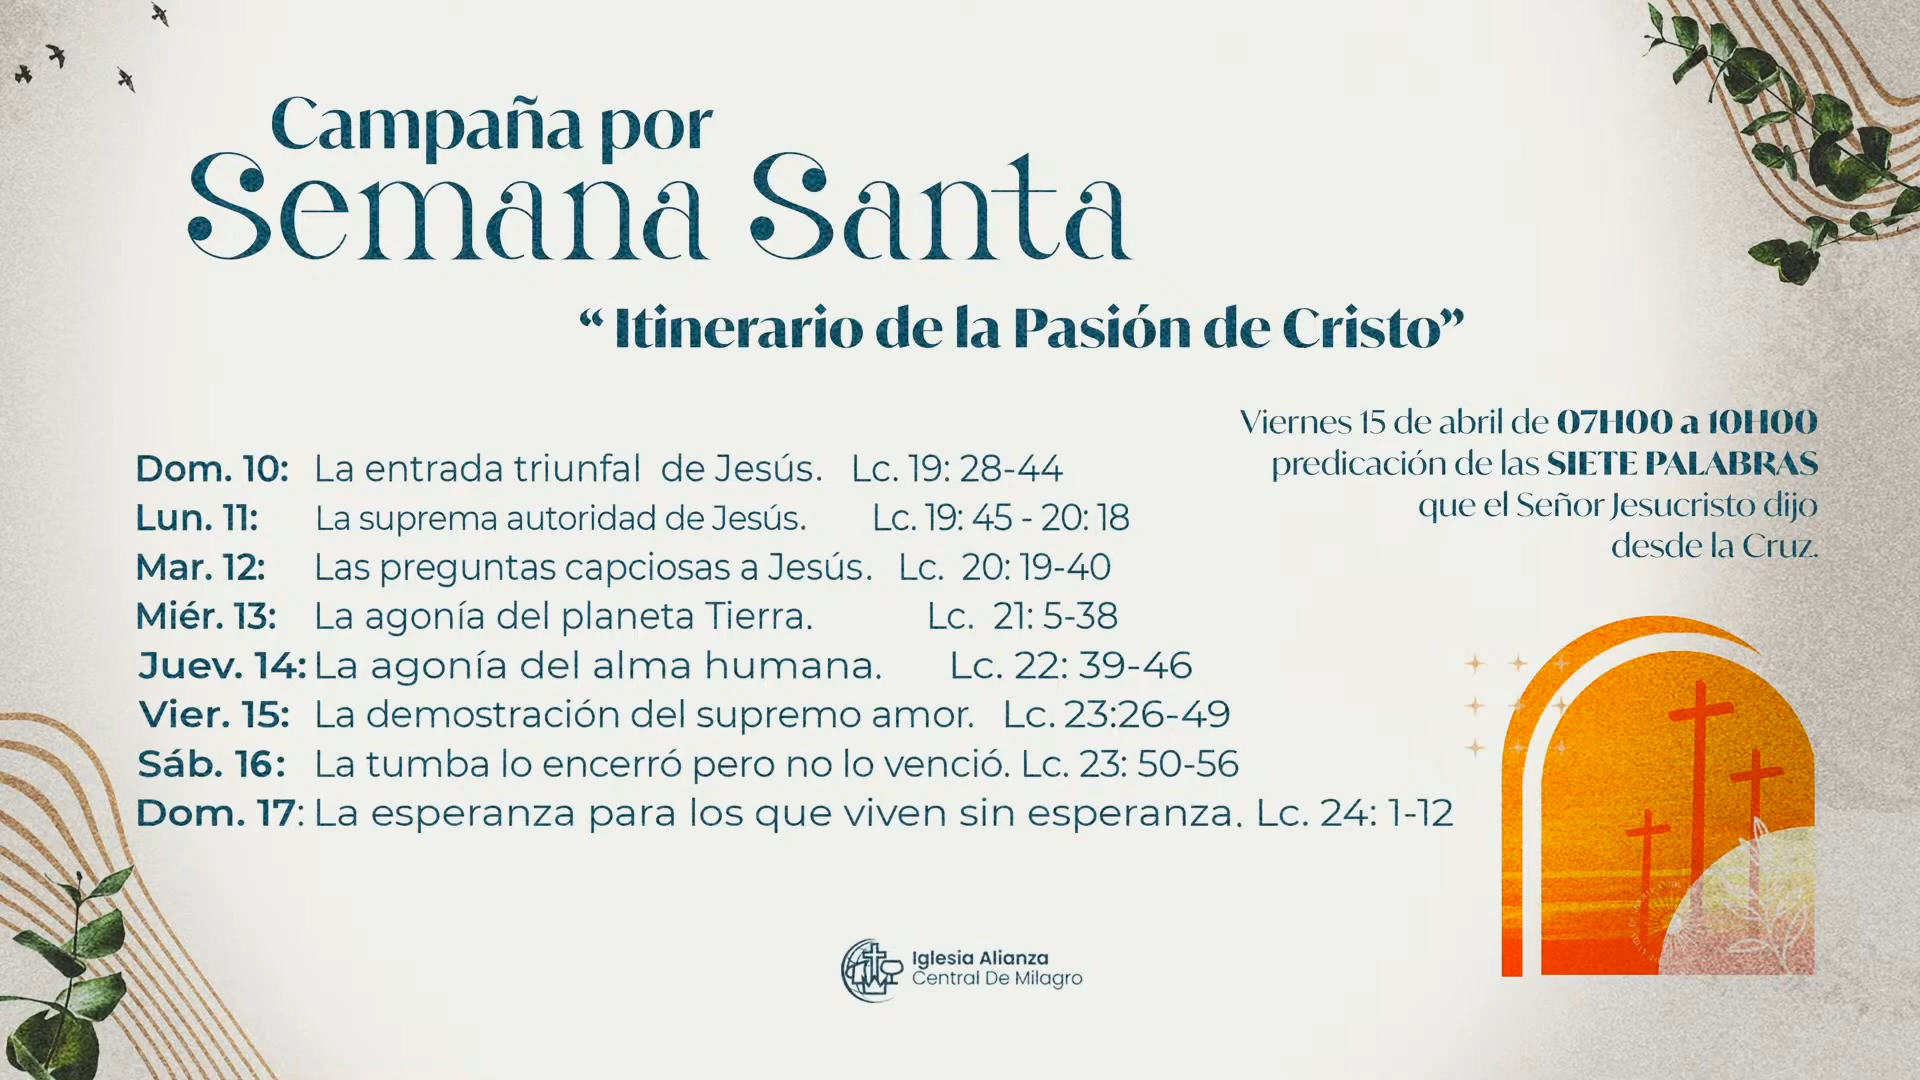 Campaña por
Semana Santa
“ Itinerario de la Pasión de Cristo”
Viernes 15 de abril de 07H00 a 10H00
predicación de las SIETE PALABRAS
que el Señor Jesucristo dijo
desde la Cruz.
Dom. 10: La entrada triunfal de Jesús. Lc. 19: 28-44
Lun. 11: La suprema autoridad de Jesús. Lc. 19: 45 - 20: 18
Mar. 12: Las preguntas capciosas a Jesús. Lc. 20: 19-40
Miér. 13: La agonía del planeta Tierra. Lc. 21: 5-38
Juev. 14: La agonía del alma humana. Lc. 22: 39-46
Vier. 15: La demostración del supremo amor. Lc. 23:26-49
Sáb. 16: La tumba lo encerró pero no lo venció. Lc. 23: 50-56
Dom. 17: La esperanza para los que viven sin esperanza. Lc. 24: 1-12
Iglesia Alianza
Central De Milagro